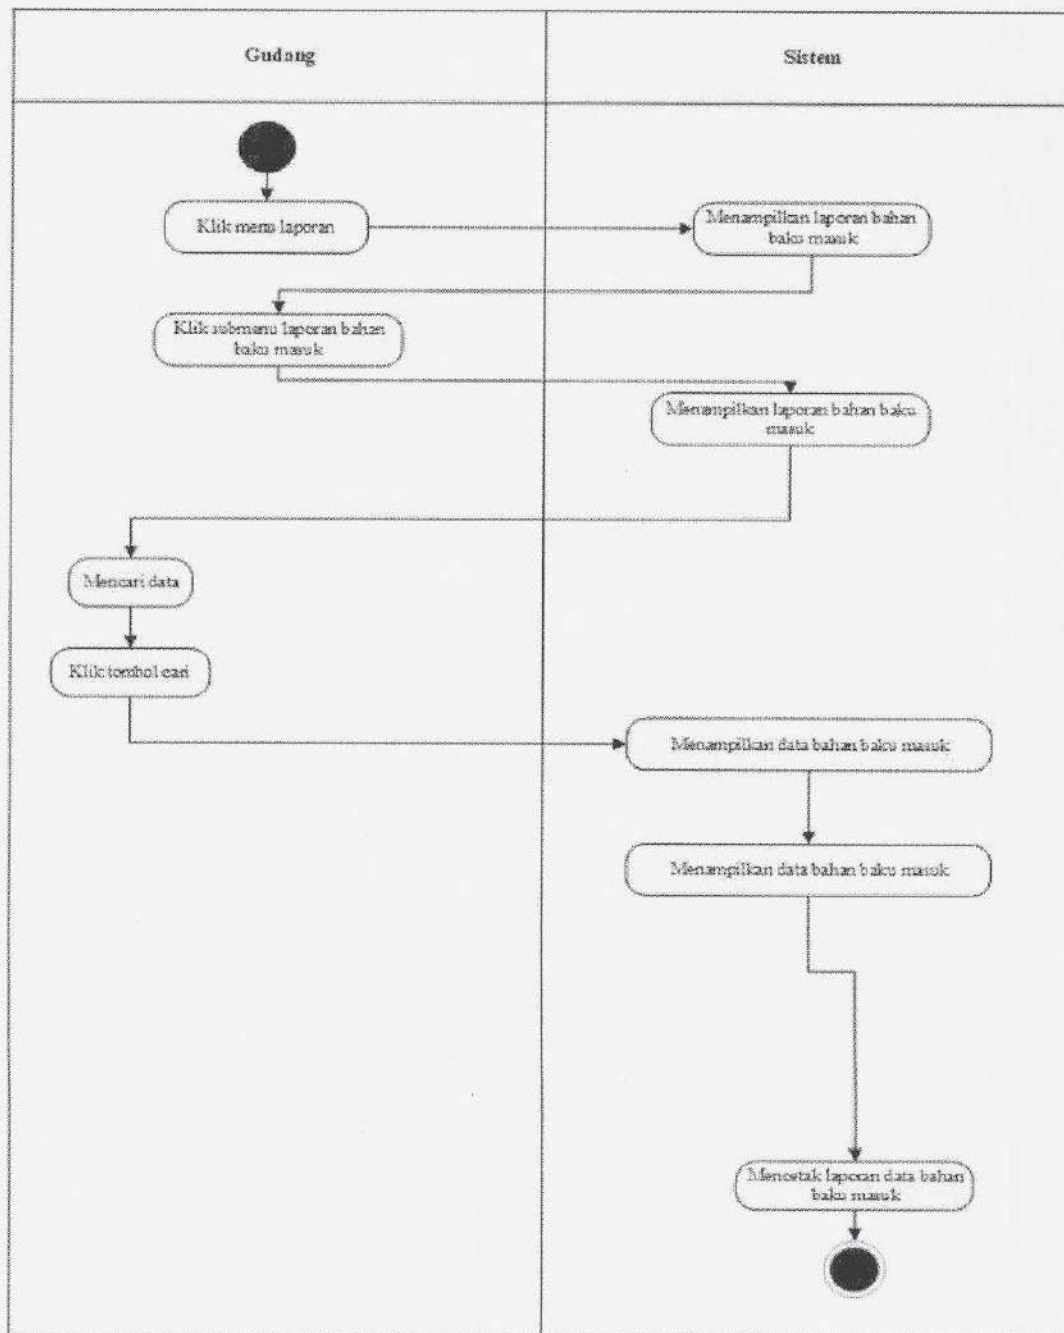 Gudang
Sistem
Klik menu laporan
Menampilkan laporan bahan
baku masuk
Klik submenu laporan bahan
baku masuk
Menampilkan laporan bahan baku
masuk
Mencari data
Klik tombol cari
Menampilkan data bahan baku masuk
Menampilkan data bahan baku masuk
Mencetak laporan data bahan
baku masuk